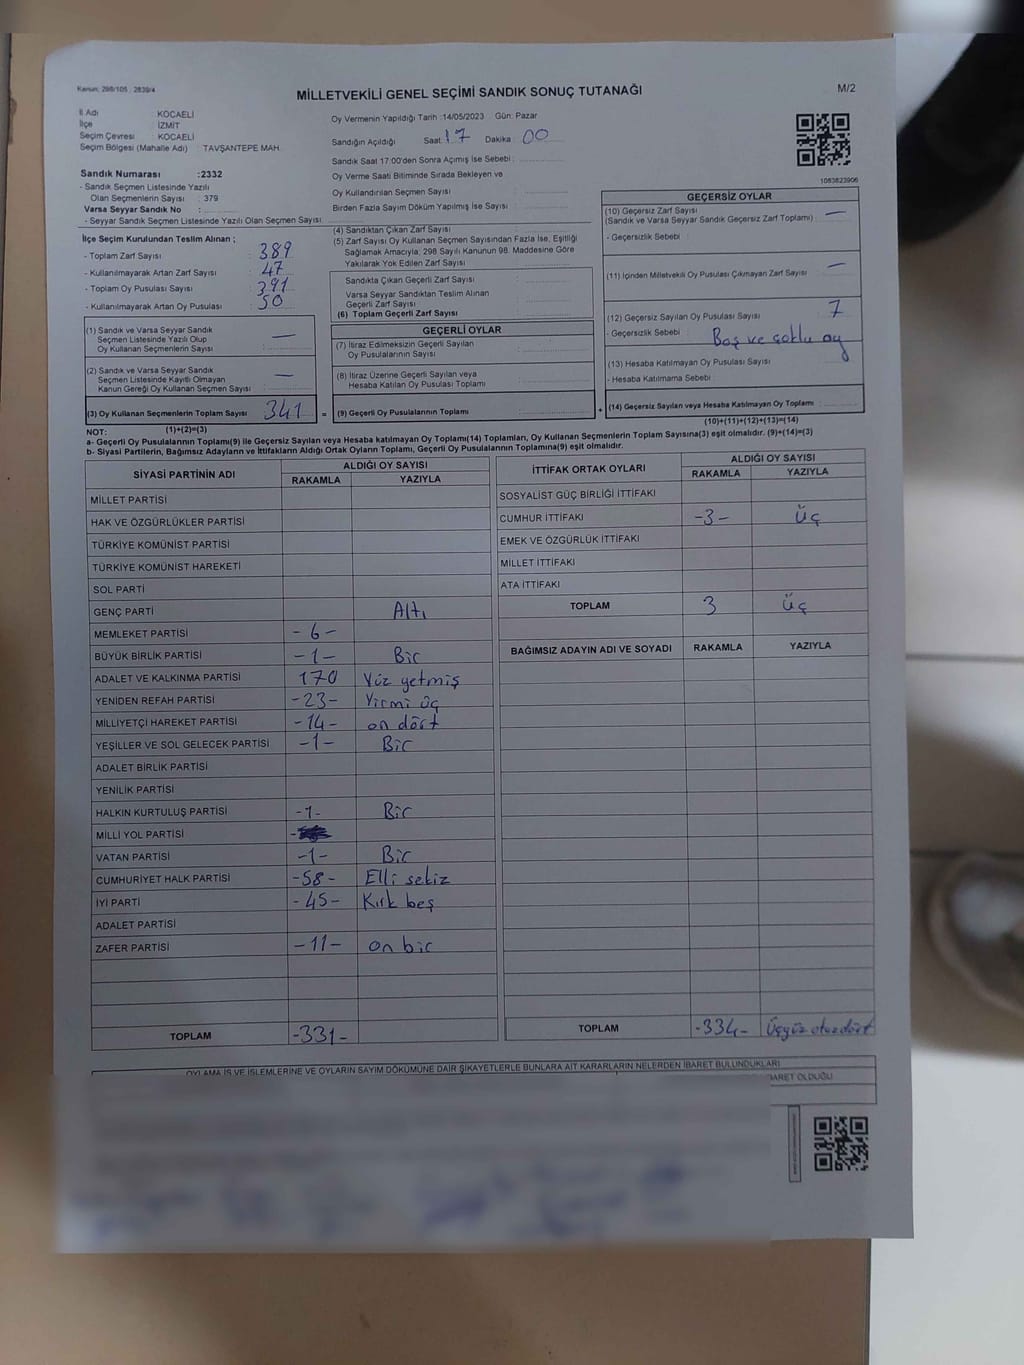 Kanun: 298/105 , 2839/4
MİLLETVEKİLİ GENEL SEÇİMİ SANDIK SONUÇ TUTANAĞI
M/2
İl Adı KOCAELİ
İlçe İZMİT
Seçim Çevresi KOCAELİ
Seçim Bölgesi (Mahalle Adı) : TAVŞANTEPE MAH.
Sandık Numarası :2332
- Sandık Seçmen Listesinde Yazılı
Olan Seçmenlerin Sayısı : 379
Varsa Seyyar Sandık No :
- Seyyar Sandık Seçmen Listesinde Yazılı Olan Seçmen Sayısı :
Oy Vermenin Yapıldığı Tarih :14/05/2023 Gün: Pazar
Sandığın Açıldığı Saat: 17 Dakika : 00
Sandık Saat 17:00'den Sonra Açımış İse Sebebi :
Oy Verme Saati Bitiminde Sırada Bekleyen ve
Oy Kullandırılan Seçmen Sayısı :
Birden Fazla Sayım Döküm Yapılmış İse Sayısı :
1053823906
İlçe Seçim Kurulundan Teslim Alınan ;
- Toplam Zarf Sayısı : 389
- Kullanılmayarak Artan Zarf Sayısı : 47
- Toplam Oy Pusulası Sayısı : 391
- Kullanılmayarak Artan Oy Pusulası : 50
(1) Sandık ve Varsa Seyyar Sandık
Seçmen Listesinde Yazılı Olup
Oy Kullanan Seçmenlerin Sayısı : —
(2) Sandık ve Varsa Seyyar Sandık
Seçmen Listesinde Kayıtlı Olmayan
Kanun Gereği Oy Kullanan Seçmen Sayısı : —
(3) Oy Kullanan Seçmenlerin Toplam Sayısı 341 =
(1)+(2)=(3)
(4) Sandıktan Çıkan Zarf Sayısı :
(5) Zarf Sayısı Oy Kullanan Seçmen Sayısından Fazla İse, Eşitliği
Sağlamak Amacıyla; 298 Sayılı Kanunun 98. Maddesine Göre
Yakılarak Yok Edilen Zarf Sayısı :
Sandıkta Çıkan Geçerli Zarf Sayısı :
Varsa Seyyar Sandıktan Teslim Alınan
Geçerli Zarf Sayısı :
(6) Toplam Geçerli Zarf Sayısı :
GEÇERLİ OYLAR
(7) İtiraz Edilmeksizin Geçerli Sayılan
Oy Pusulalarının Sayısı :
(8) İtiraz Üzerine Geçerli Sayılan veya
Hesaba Katılan Oy Pusulası Toplamı :
(9) Geçerli Oy Pusulalarının Toplamı : +
GEÇERSİZ OYLAR
(10) Geçersiz Zarf Sayısı
(Sandık ve Varsa Seyyar Sandık Geçersiz Zarf Toplamı) : —
- Geçersizlik Sebebi :
(11) İçinden Milletvekili Oy Pusulası Çıkmayan Zarf Sayısı : —
(12) Geçersiz Sayılan Oy Pusulası Sayısı : 7
- Geçersizlik Sebebi : Boş ve çoklu oy
(13) Hesaba Katılmayan Oy Pusulası Sayısı :
- Hesaba Katılmama Sebebi :
(14) Geçersiz Sayılan veya Hesaba Katılmayan Oy Toplamı :
(10)+(11)+(12)+(13)=(14)
NOT:
a- Geçerli Oy Pusulalarının Toplamı(9) ile Geçersiz Sayılan veya Hesaba katılmayan Oy Toplamı(14) Toplamları, Oy Kullanan Seçmenlerin Toplam Sayısına(3) eşit olmalıdır. (9)+(14)=(3)
b- Siyasi Partilerin, Bağımsız Adayların ve İttifakların Aldığı Ortak Oyların Toplamı, Geçerli Oy Pusulalarının Toplamına(9) eşit olmalıdır.
SİYASİ PARTİNİN ADI ALDIĞI OY SAYISI
RAKAMLA YAZIYLA
MİLLET PARTİSİ
HAK VE ÖZGÜRLÜKLER PARTİSİ
TÜRKİYE KOMÜNİST PARTİSİ
TÜRKİYE KOMÜNİST HAREKETİ
SOL PARTİ
GENÇ PARTİ Altı
MEMLEKET PARTİSİ - 6 -
BÜYÜK BİRLİK PARTİSİ - 1 - Bir
ADALET VE KALKINMA PARTİSİ 170 Yüz yetmiş
YENİDEN REFAH PARTİSİ - 23 - Yirmi üç
MİLLİYETÇİ HAREKET PARTİSİ - 14 - on dört
YEŞİLLER VE SOL GELECEK PARTİSİ - 1 - Bir
ADALET BİRLİK PARTİSİ
YENİLİK PARTİSİ
HALKIN KURTULUŞ PARTİSİ - 1 - Bir
MİLLİ YOL PARTİSİ
VATAN PARTİSİ - 1 - Bir
CUMHURİYET HALK PARTİSİ - 58 - Elli sekiz
İYİ PARTİ - 45 - Kırk beş
ADALET PARTİSİ
ZAFER PARTİSİ - 11 - on bir
TOPLAM - 331 -
İTTİFAK ORTAK OYLARI ALDIĞI OY SAYISI
RAKAMLA YAZIYLA
SOSYALİST GÜÇ BİRLİĞİ İTTİFAKI
CUMHUR İTTİFAKI - 3 - Üç
EMEK VE ÖZGÜRLÜK İTTİFAKI
MİLLET İTTİFAKI
ATA İTTİFAKI
TOPLAM 3 üç
BAĞIMSIZ ADAYIN ADI VE SOYADI RAKAMLA YAZIYLA
TOPLAM - 334 - Üçyüz otuzdört
OYLAMA İŞ VE İŞLEMLERİNE VE OYLARIN SAYIM DÖKÜMÜNE DAİR ŞİKAYETLERLE BUNLARA AİT KARARLARIN NELERDEN İBARET BULUNDUKLARI
İBARET OLDUĞU